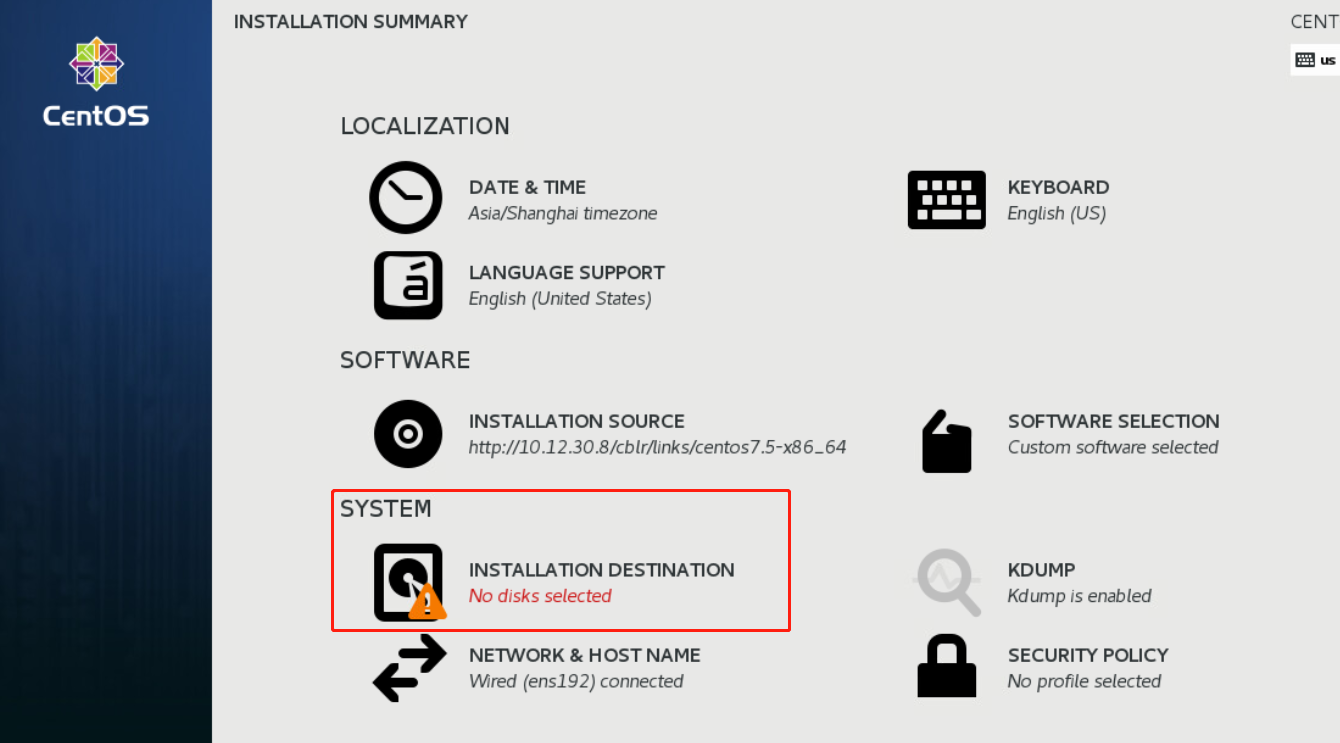 INSTALLATION SUMMARY
CENT
us
CentOS
LOCALIZATION
DATE & TIME
Asia/Shanghai timezone
KEYBOARD
English (US)
LANGUAGE SUPPORT
English (United States)
SOFTWARE
INSTALLATION SOURCE
http://10.12.30.8/cblr/links/centos7.5-x86_64
SOFTWARE SELECTION
Custom software selected
SYSTEM
INSTALLATION DESTINATION
No disks selected
KDUMP
Kdump is enabled
NETWORK & HOST NAME
Wired (ens192) connected
SECURITY POLICY
No profile selected